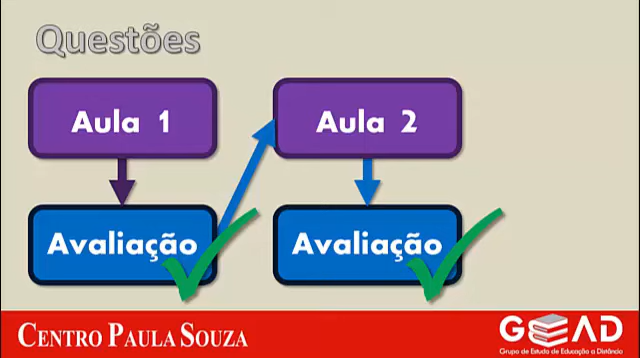 Questões
Aula 1
Aula 2
Avaliação
Avaliação
CENTRO PAULA SOUZA
GEAD
Grupo de Estudo de Educação a Distância